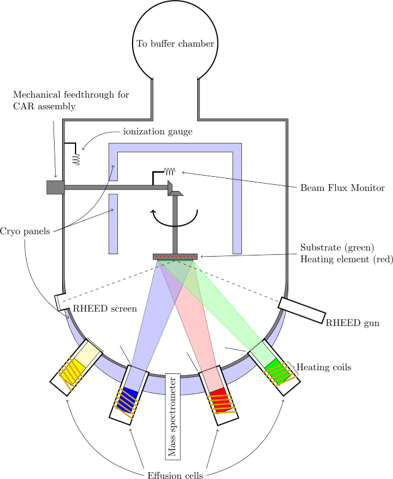 To buffer chamber
Mechanical feedthrough for
CAR assembly
ionization gauge
Beam Flux Monitor
Cryo panels
Substrate (green)
Heating element (red)
RHEED screen
RHEED gun
Heating coils
Mass spectrometer
Effusion cells